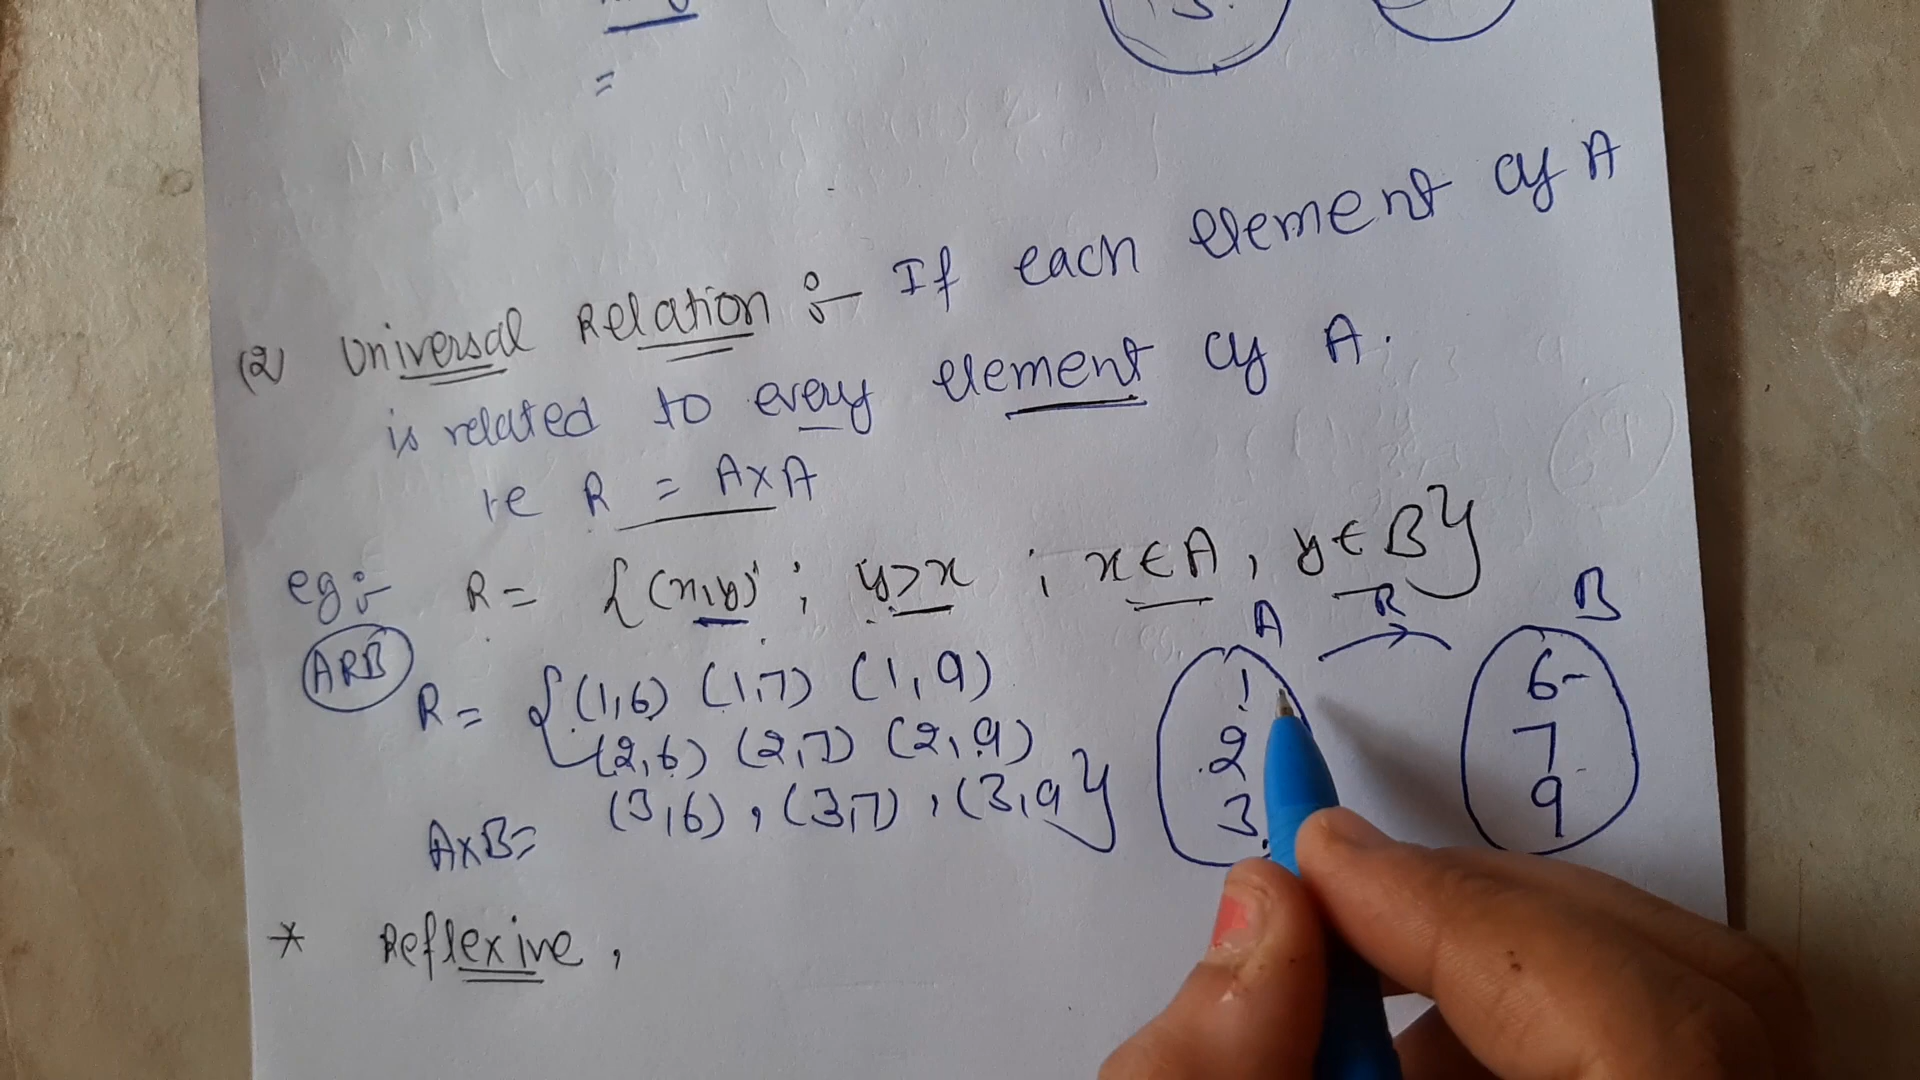 (2) Universal Relation :- If each element of A
is related to every element of A.
ie R = A×A
eg:- R = {(x,y) ; y>x ; x∈A, y∈B}
ARB
A R B
R = {(1,6) (1,7) (1,9)
(2,6) (2,7) (2,9)
(3,6), (3,7), (3,9)}
A×B=
1 6
2 7
3 9
* Reflexive,